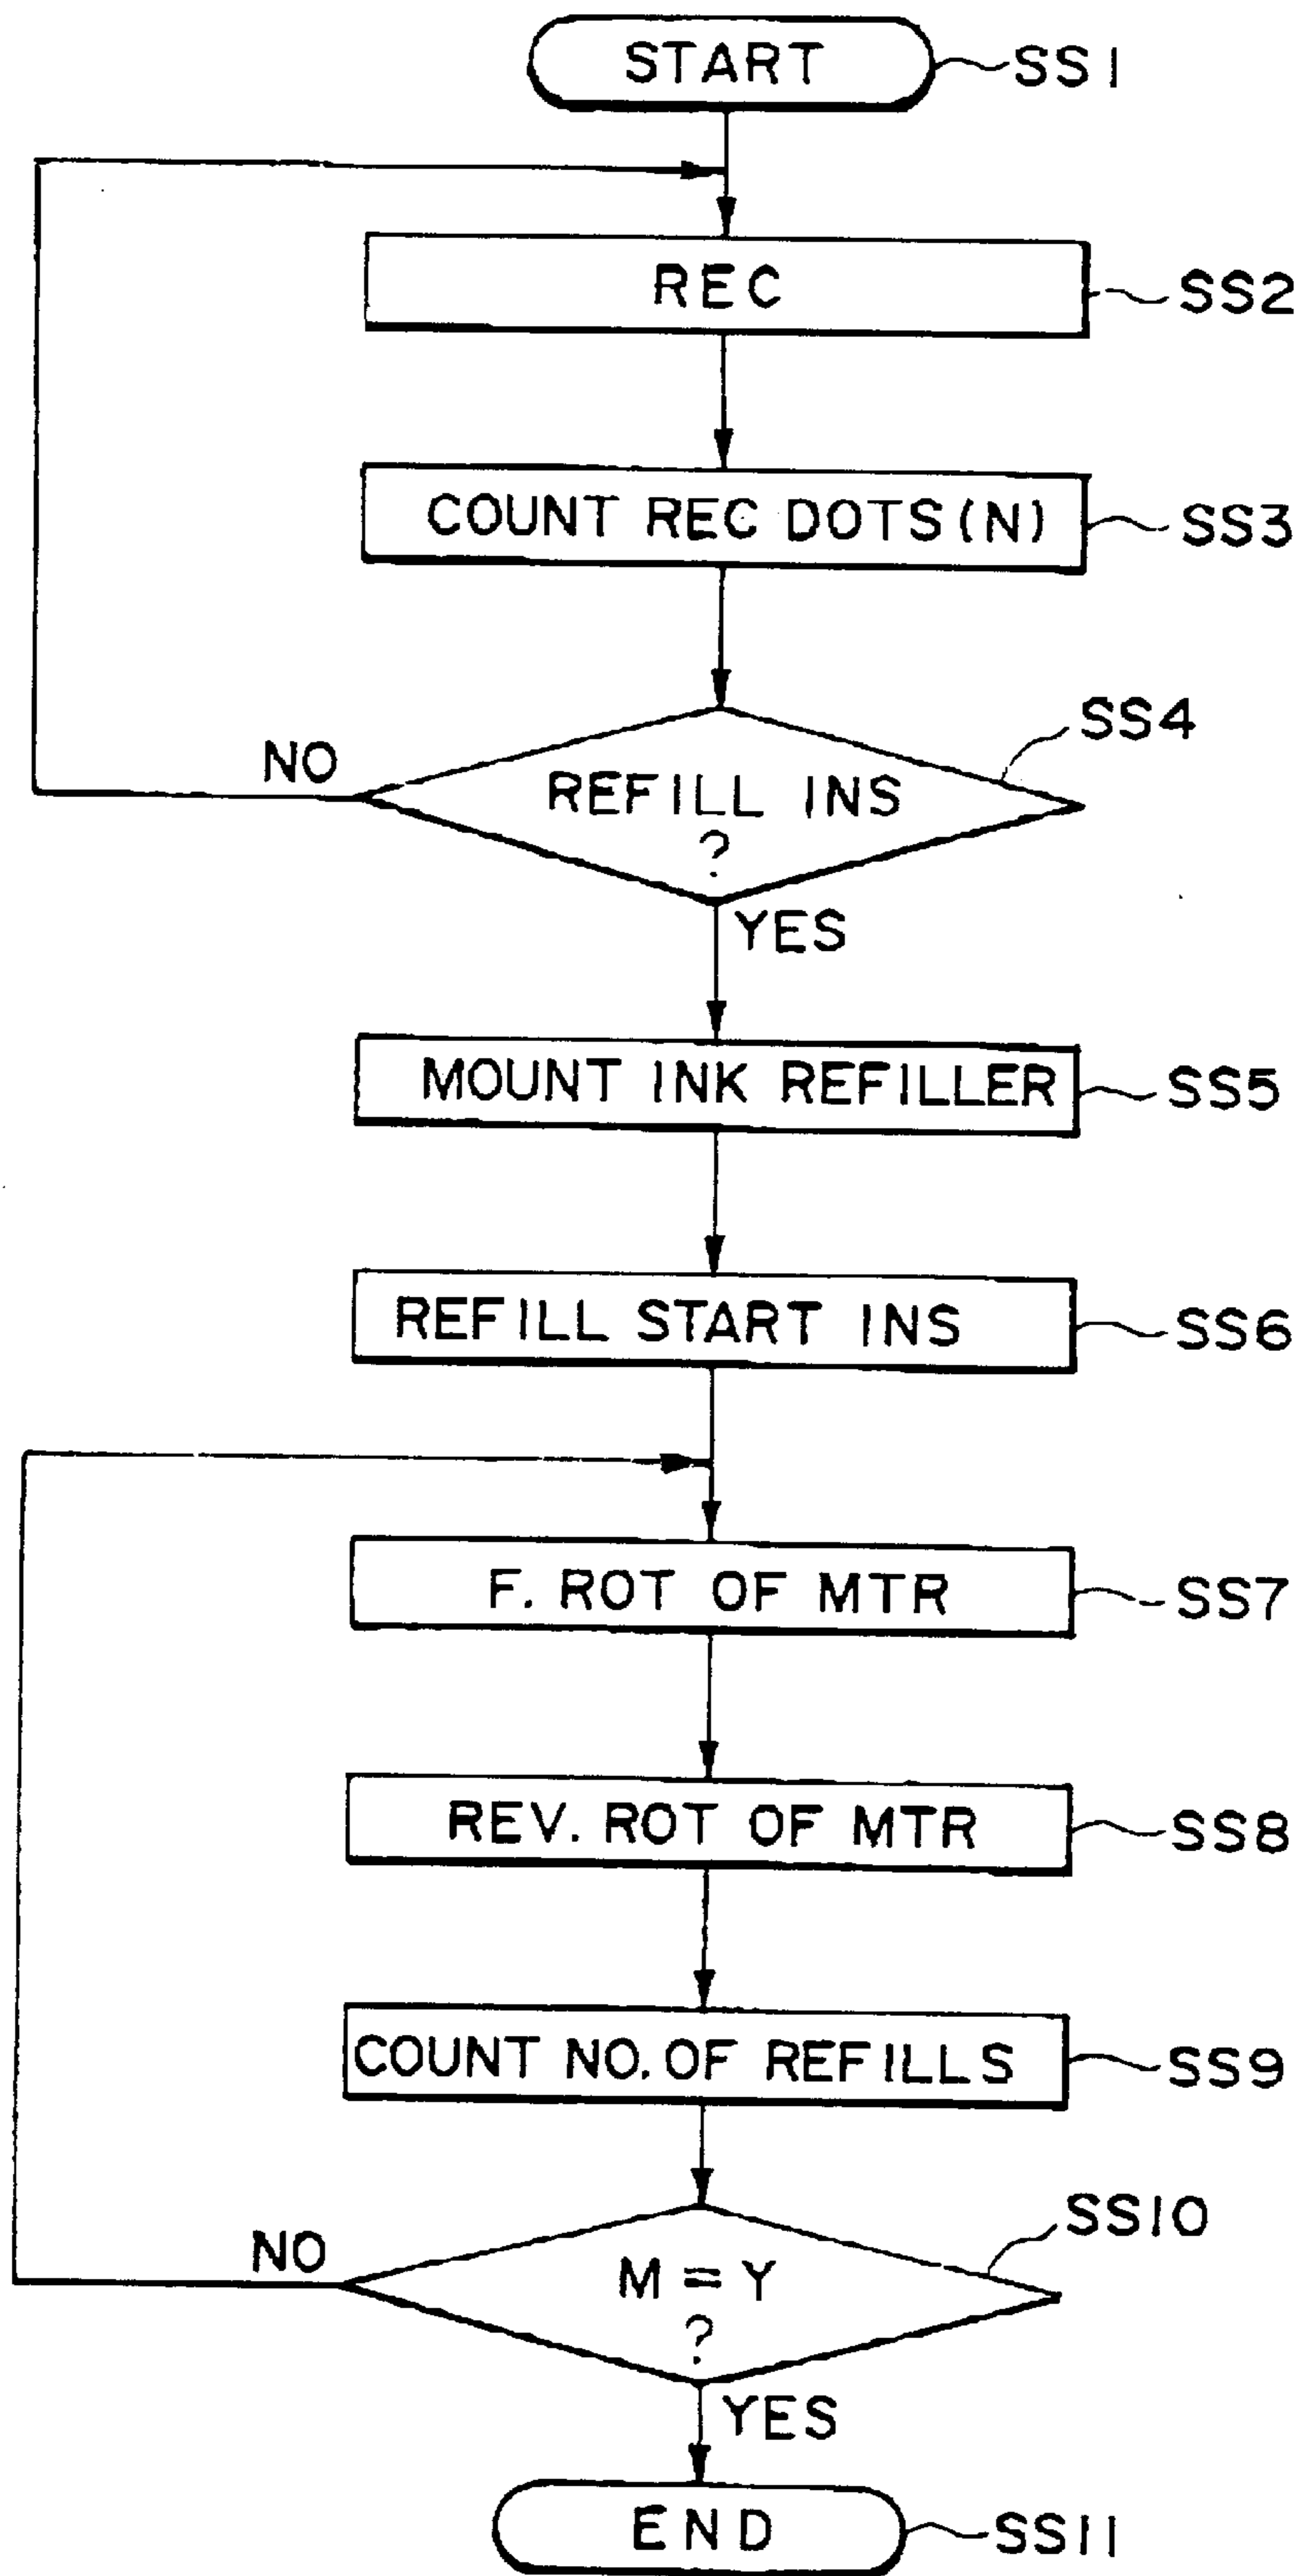 START
SS1
REC
SS2
COUNT REC DOTS(N)
SS3
SS4
NO
REFILL INS
?
YES
MOUNT INK REFILLER
SS5
REFILL START INS
SS6
F. ROT OF MTR
SS7
REV. ROT OF MTR
SS8
COUNT NO. OF REFILLS
SS9
SS10
NO
M = Y
?
YES
END
SS11